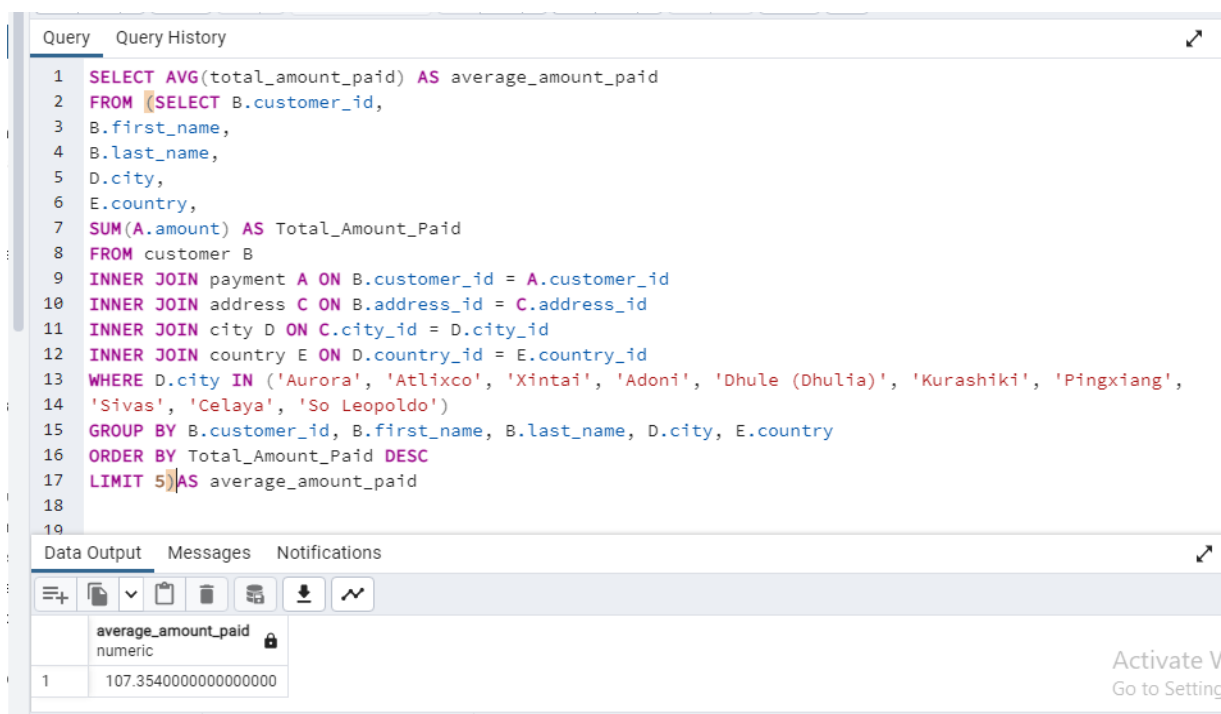 Query Query History
1 SELECT AVG(total_amount_paid) AS average_amount_paid
2 FROM (SELECT B.customer_id,
3 B.first_name,
4 B.last_name,
5 D.city,
6 E.country,
7 SUM(A.amount) AS Total_Amount_Paid
8 FROM customer B
9 INNER JOIN payment A ON B.customer_id = A.customer_id
10 INNER JOIN address C ON B.address_id = C.address_id
11 INNER JOIN city D ON C.city_id = D.city_id
12 INNER JOIN country E ON D.country_id = E.country_id
13 WHERE D.city IN ('Aurora', 'Atlixco', 'Xintai', 'Adoni', 'Dhule (Dhulia)', 'Kurashiki', 'Pingxiang',
14 'Sivas', 'Celaya', 'So Leopoldo')
15 GROUP BY B.customer_id, B.first_name, B.last_name, D.city, E.country
16 ORDER BY Total_Amount_Paid DESC
17 LIMIT 5)AS average_amount_paid
18
19
Data Output Messages Notifications
average_amount_paid
numeric
1 107.3540000000000000
Activate
Go to Setting